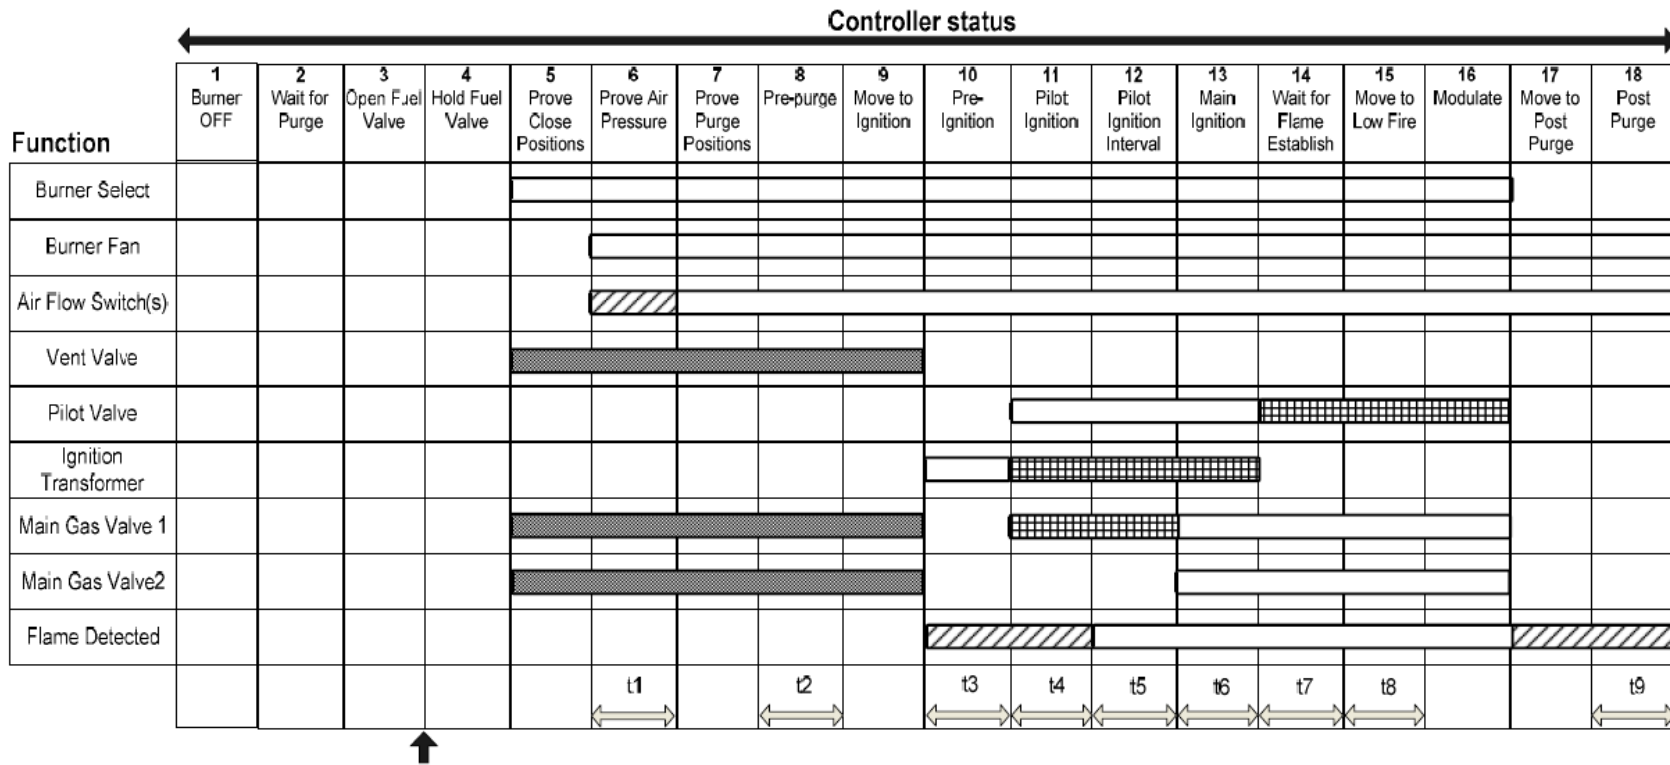 Controller status
1 2 3 4 5 6 7 8 9 10 11 12 13 14 15 16 17 18
Burner Wait for Open Fuel Hold Fuel Prove Prove Air Prove Pre-purge Move to Pre- Pilot Pilot Main Wait for Move to Modulate Move to Post
OFF Purge Valve Valve Close Pressure Purge Ignition Ignition Ignition Ignition Ignition Flame Low Fire Post Purge
Function Positions Positions Interval Establish Purge
Burner Select
Burner Fan
Air Flow Switch(s)
Vent Valve
Pilot Valve
Ignition
Transformer
Main Gas Valve 1
Main Gas Valve2
Flame Detected
t1 t2 t3 t4 t5 t6 t7 t8 t9